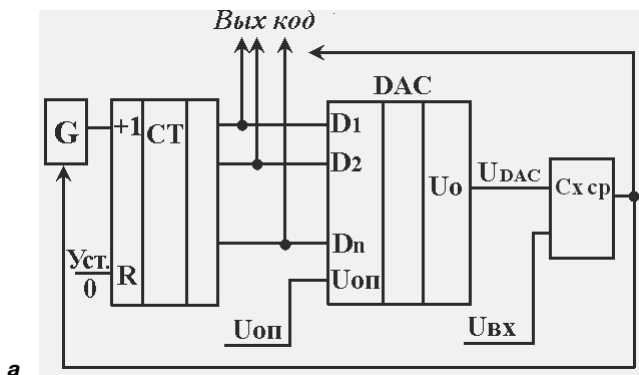 Вых код
DAC
G
+1
CT
D1
D2
Dn
Uоп
Uo
UDAC
Сх ср
Уст.
0
R
Uоп
Uвх
а